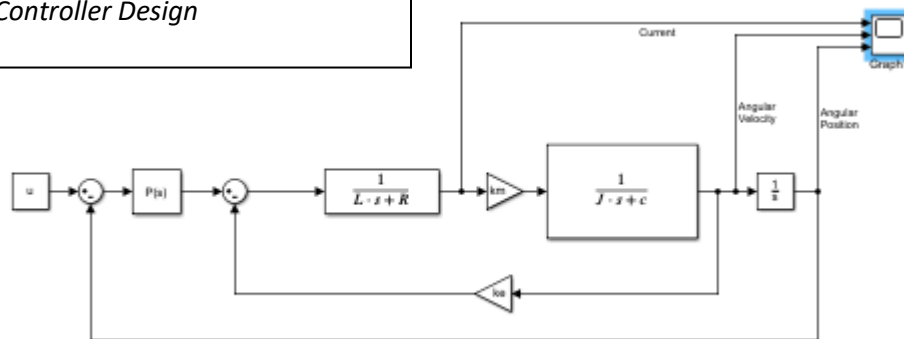 Controller Design
Current
Graph
Angular
Velocity
Angular
Position
u
+
-
P(s)
+
-
1
L · s + R
km
1
J · s + c
1
s
ke